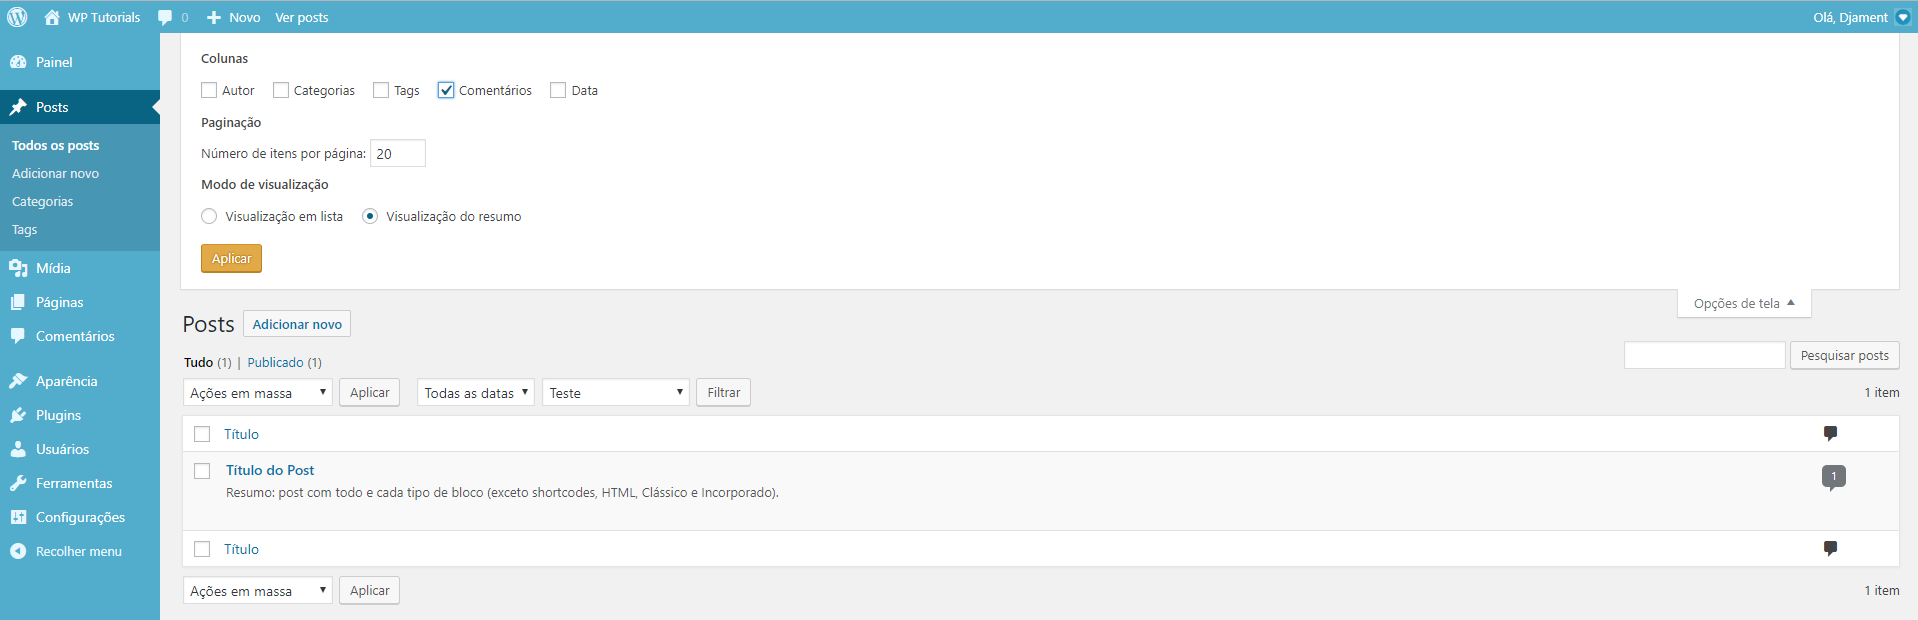 WP Tutorials 0 Novo Ver posts Olá, Djament
Painel
Posts
Todos os posts
Adicionar novo
Categorias
Tags
Mídia
Páginas
Comentários
Aparência
Plugins
Usuários
Ferramentas
Configurações
Recolher menu
Colunas
Autor Categorias Tags Comentários Data
Paginação
Número de itens por página: 20
Modo de visualização
Visualização em lista Visualização do resumo
Aplicar
Opções de tela
Posts Adicionar novo
Tudo (1) | Publicado (1)
Pesquisar posts
Ações em massa Aplicar Todas as datas Teste Filtrar 1 item
Título
Título do Post 1
Resumo: post com todo e cada tipo de bloco (exceto shortcodes, HTML, Clássico e Incorporado).
Título
Ações em massa Aplicar 1 item